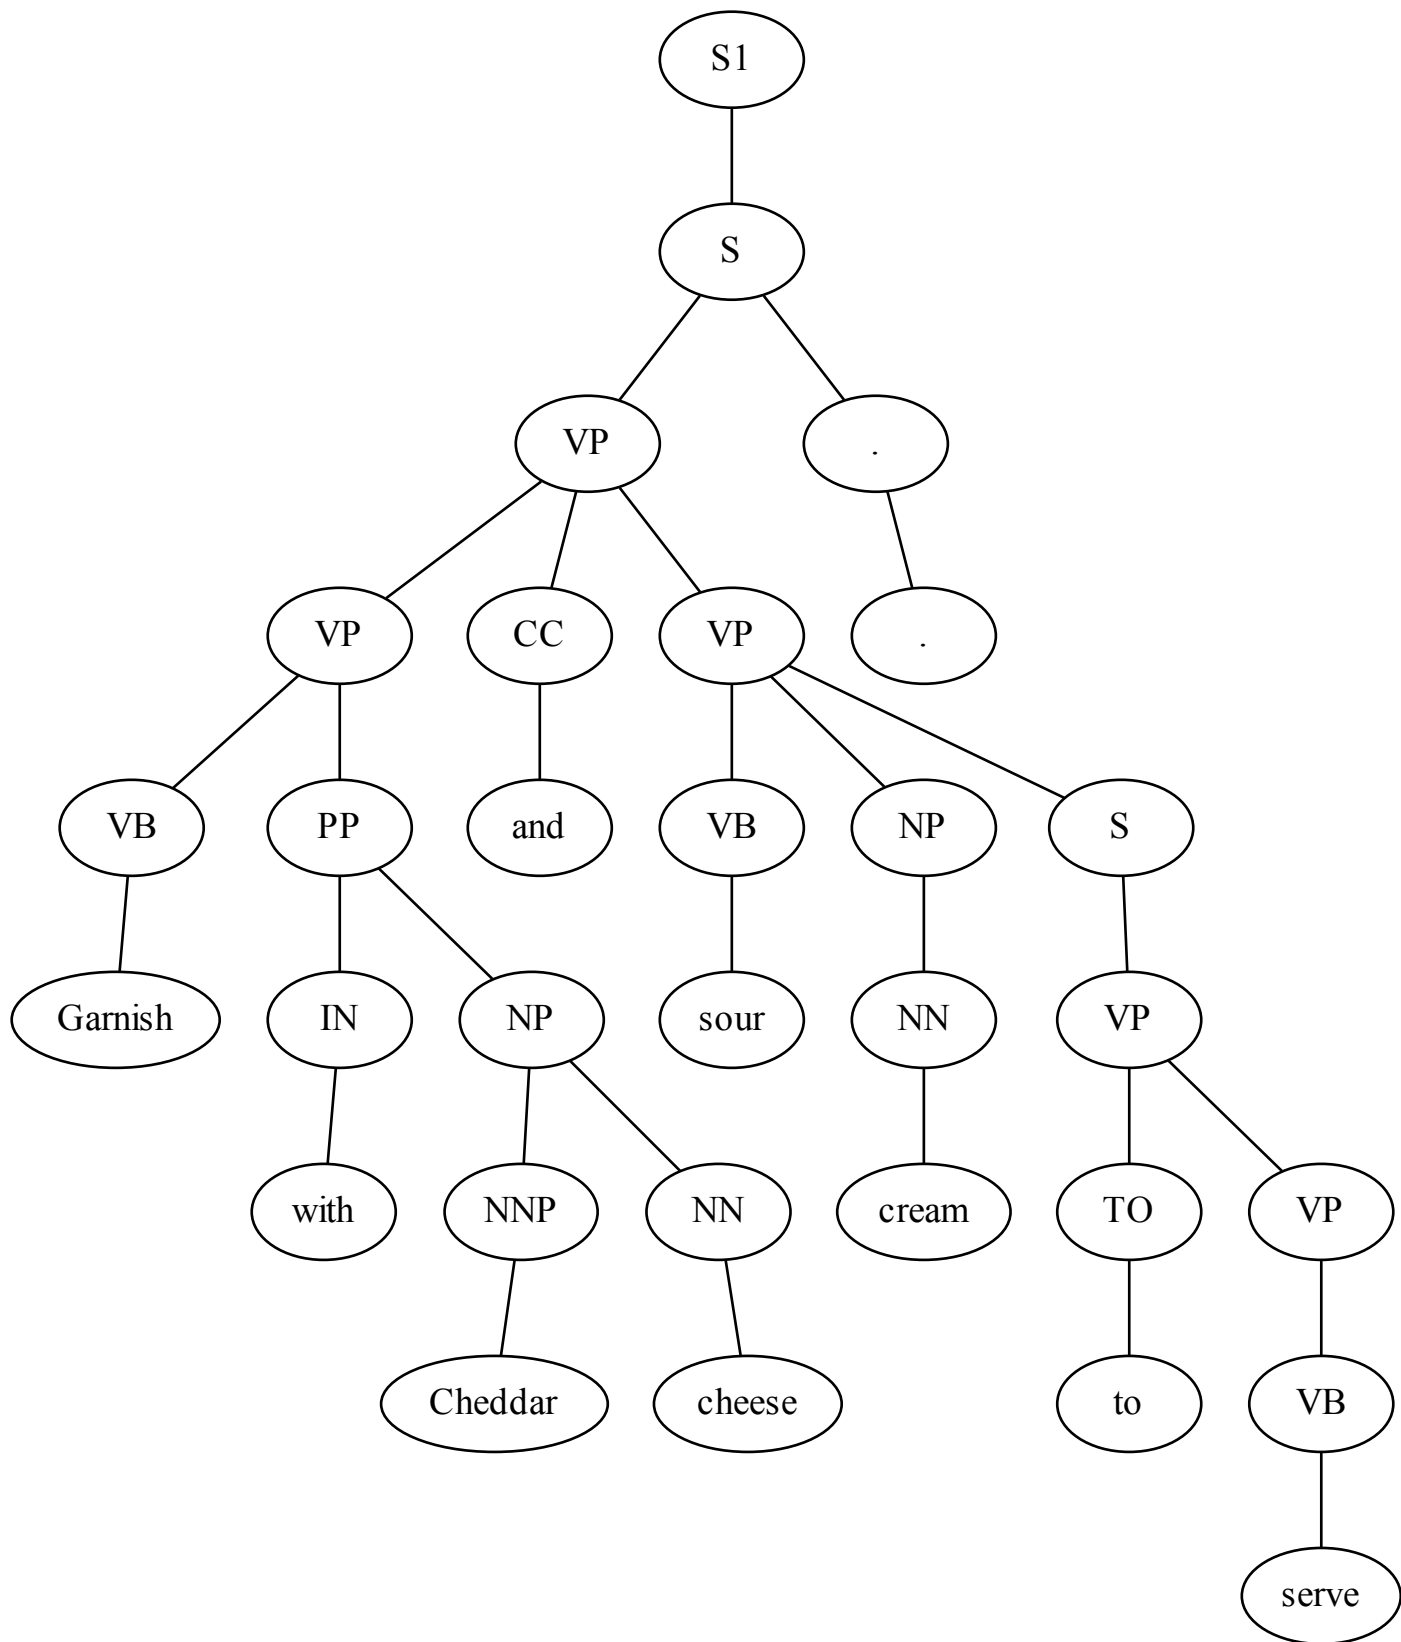 S1
S
VP .
VP CC VP .
VB PP and VB NP S
Garnish IN NP sour NN VP
with NNP NN cream TO VP
Cheddar cheese to VB
serve